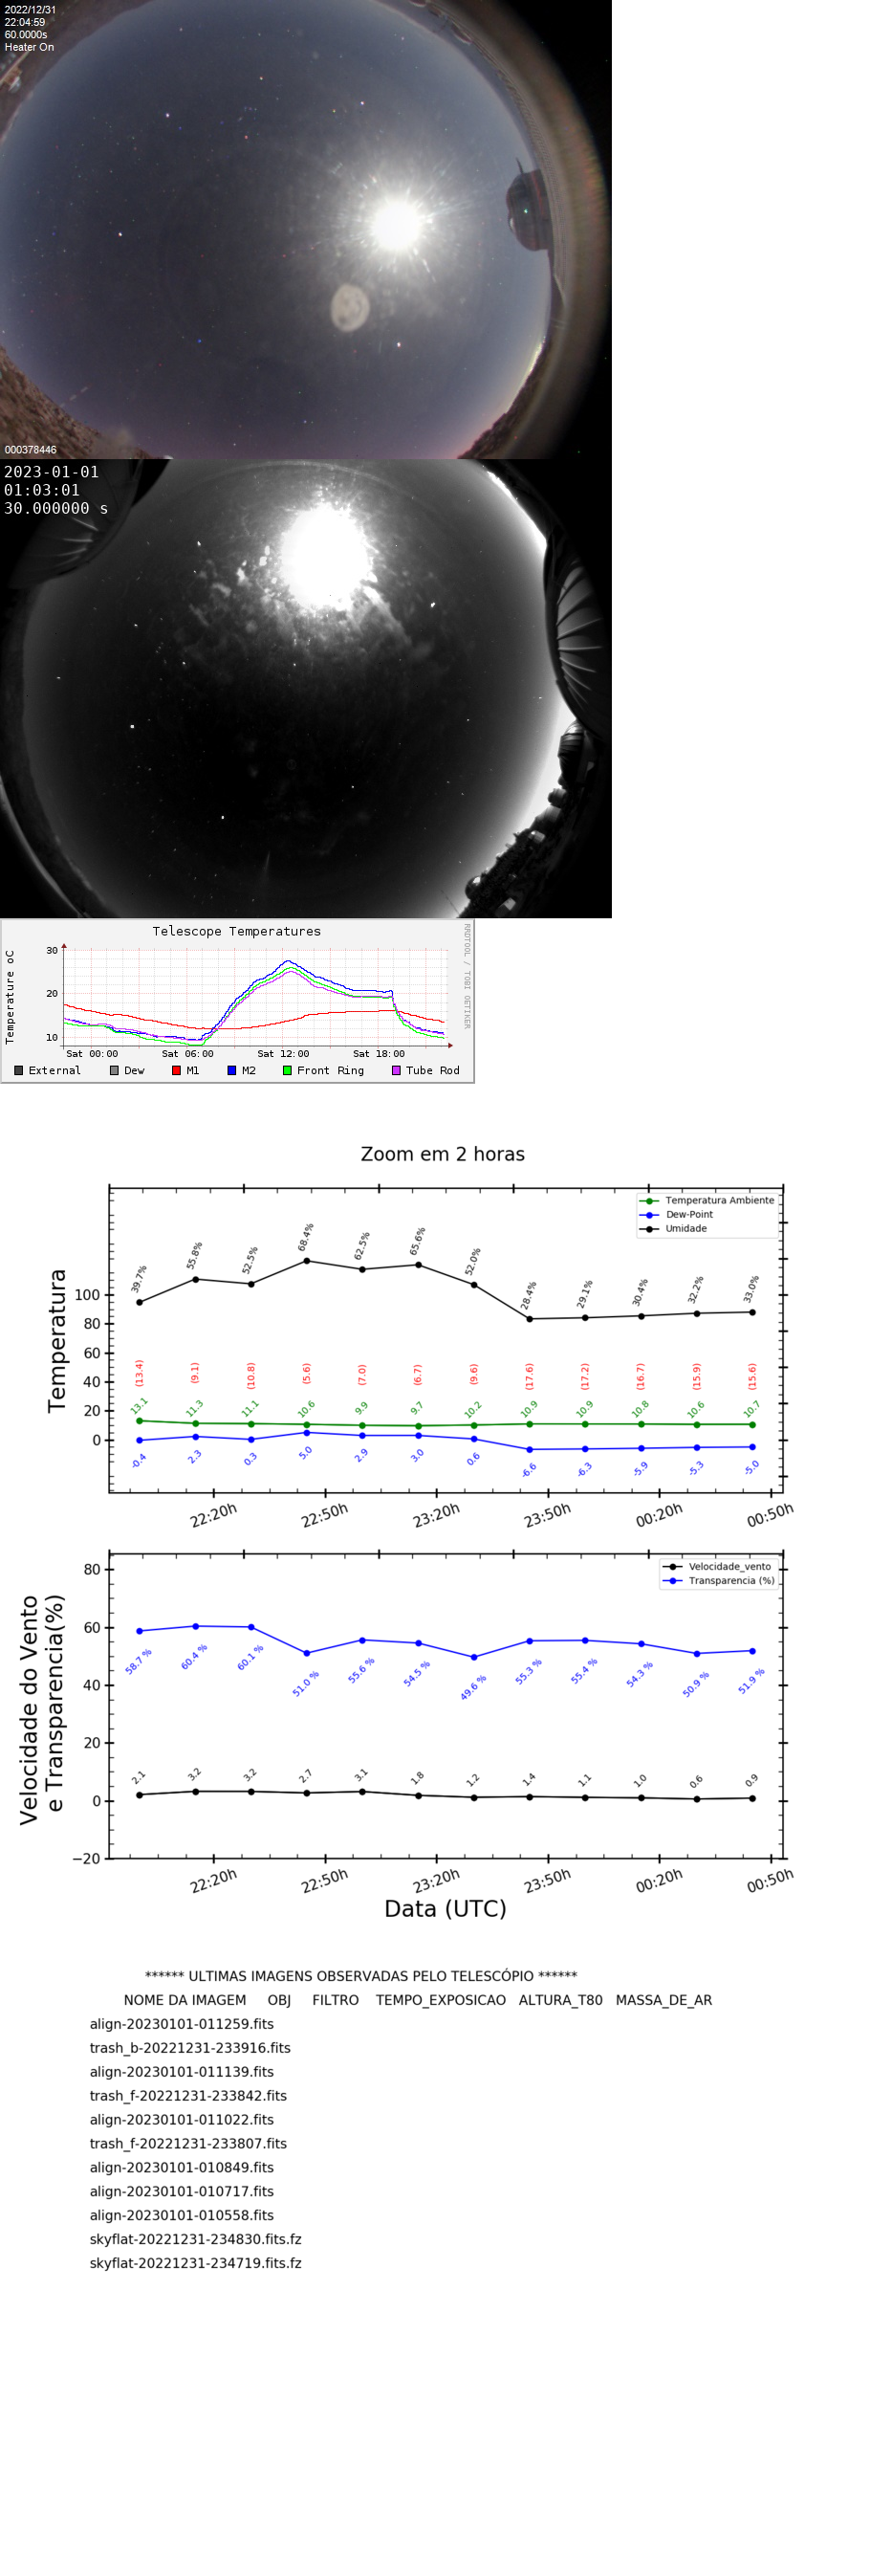 2022/12/31
22:04:59
60.0000s
Heater On
000378446
2023-01-01
01:03:01
30.000000 s
Telescope Temperatures
RRDTOOL / TOBI OETIKER
Temperature oC
30
20
10
Sat 00:00 Sat 06:00 Sat 12:00 Sat 18:00
External Dew M1 M2 Front Ring Tube Rod
Zoom em 2 horas
Temperatura Ambiente
Dew-Point
Umidade
Temperatura
100
80
60
40
20
0
39.7% 55.8% 52.5% 68.4% 62.5% 65.6% 52.0% 28.4% 29.1% 30.4% 32.2% 33.0%
(13.4) (9.1) (10.8) (5.6) (7.0) (6.7) (9.6) (17.6) (17.2) (16.7) (15.9) (15.6)
13.1 11.3 11.1 10.6 9.9 9.7 10.2 10.9 10.9 10.8 10.6 10.7
-0.4 2.3 0.3 5.0 2.9 3.0 0.6 -6.6 -6.3 -5.9 -5.3 -5.0
22:20h 22:50h 23:20h 23:50h 00:20h 00:50h
Velocidade_vento
Transparencia (%)
Velocidade do Vento
e Transparencia(%)
80
60
40
20
0
−20
58.7 % 60.4 % 60.1 % 51.0 % 55.6 % 54.5 % 49.6 % 55.3 % 55.4 % 54.3 % 50.9 % 51.9 %
2.1 3.2 3.2 2.7 3.1 1.8 1.2 1.4 1.1 1.0 0.6 0.9
22:20h 22:50h 23:20h 23:50h 00:20h 00:50h
Data (UTC)
****** ULTIMAS IMAGENS OBSERVADAS PELO TELESCÓPIO ******
NOME DA IMAGEM OBJ FILTRO TEMPO_EXPOSICAO ALTURA_T80 MASSA_DE_AR
align-20230101-011259.fits
trash_b-20221231-233916.fits
align-20230101-011139.fits
trash_f-20221231-233842.fits
align-20230101-011022.fits
trash_f-20221231-233807.fits
align-20230101-010849.fits
align-20230101-010717.fits
align-20230101-010558.fits
skyflat-20221231-234830.fits.fz
skyflat-20221231-234719.fits.fz